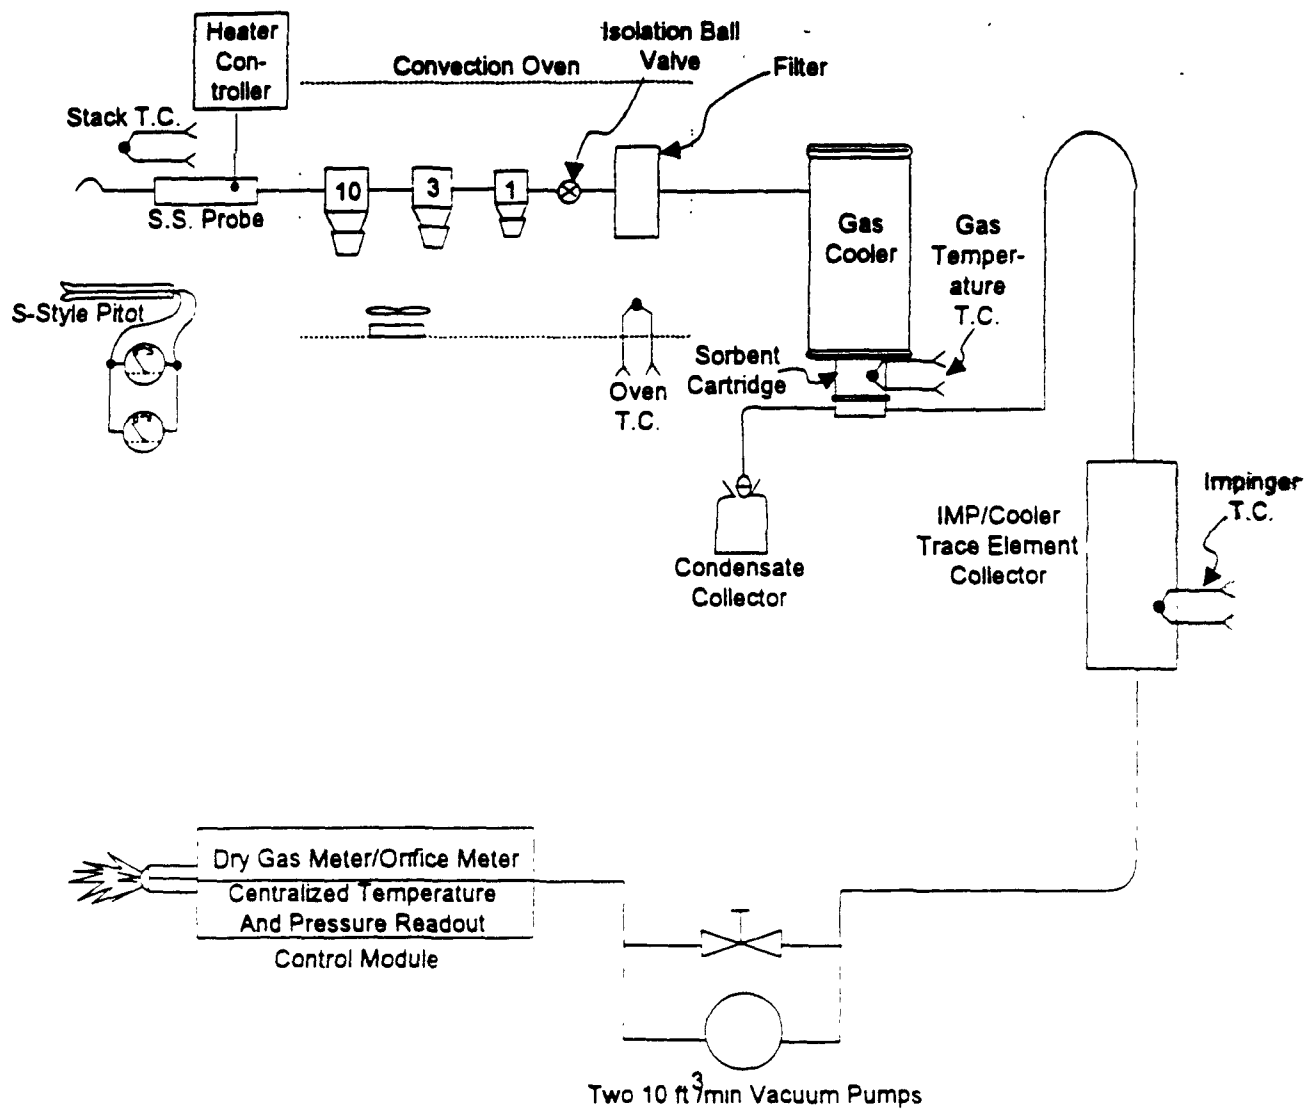 Heater
Con-
troller
Isolation Ball
Valve
Convection Oven
Filter
Stack T.C.
10
3
1
S.S. Probe
Gas
Cooler
Gas
Temper-
ature
T.C.
S-Style Pitot
Sorbent
Cartridge
Oven
T.C.
Condensate
Collector
IMP/Cooler
Trace Element
Collector
Impinger
T.C.
Dry Gas Meter/Orifice Meter
Centralized Temperature
And Pressure Readout
Control Module
Two 10 ft³/min Vacuum Pumps